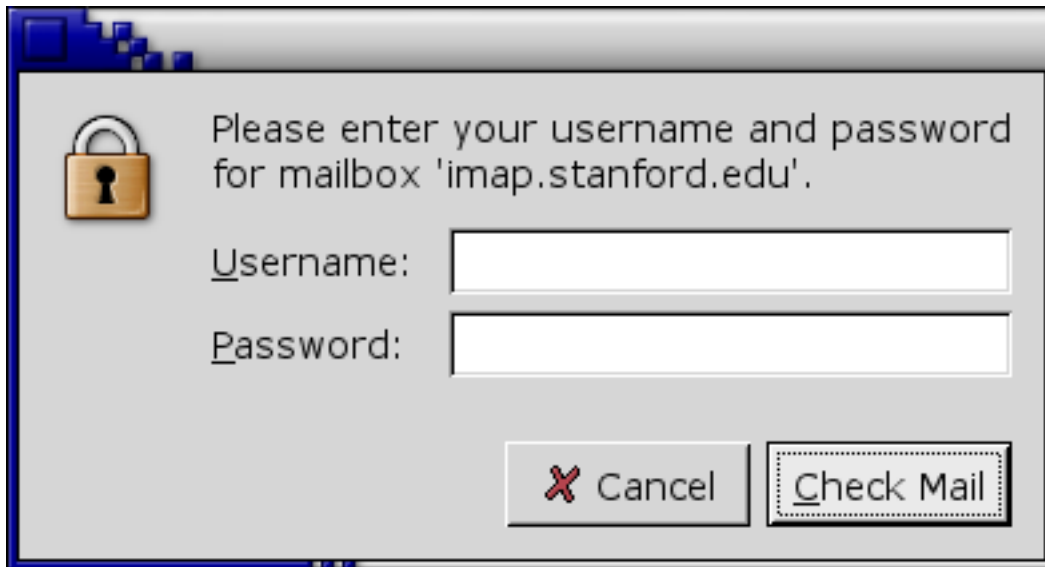 Please enter your username and password
for mailbox 'imap.stanford.edu'.
Username:
Password:
Cancel
Check Mail